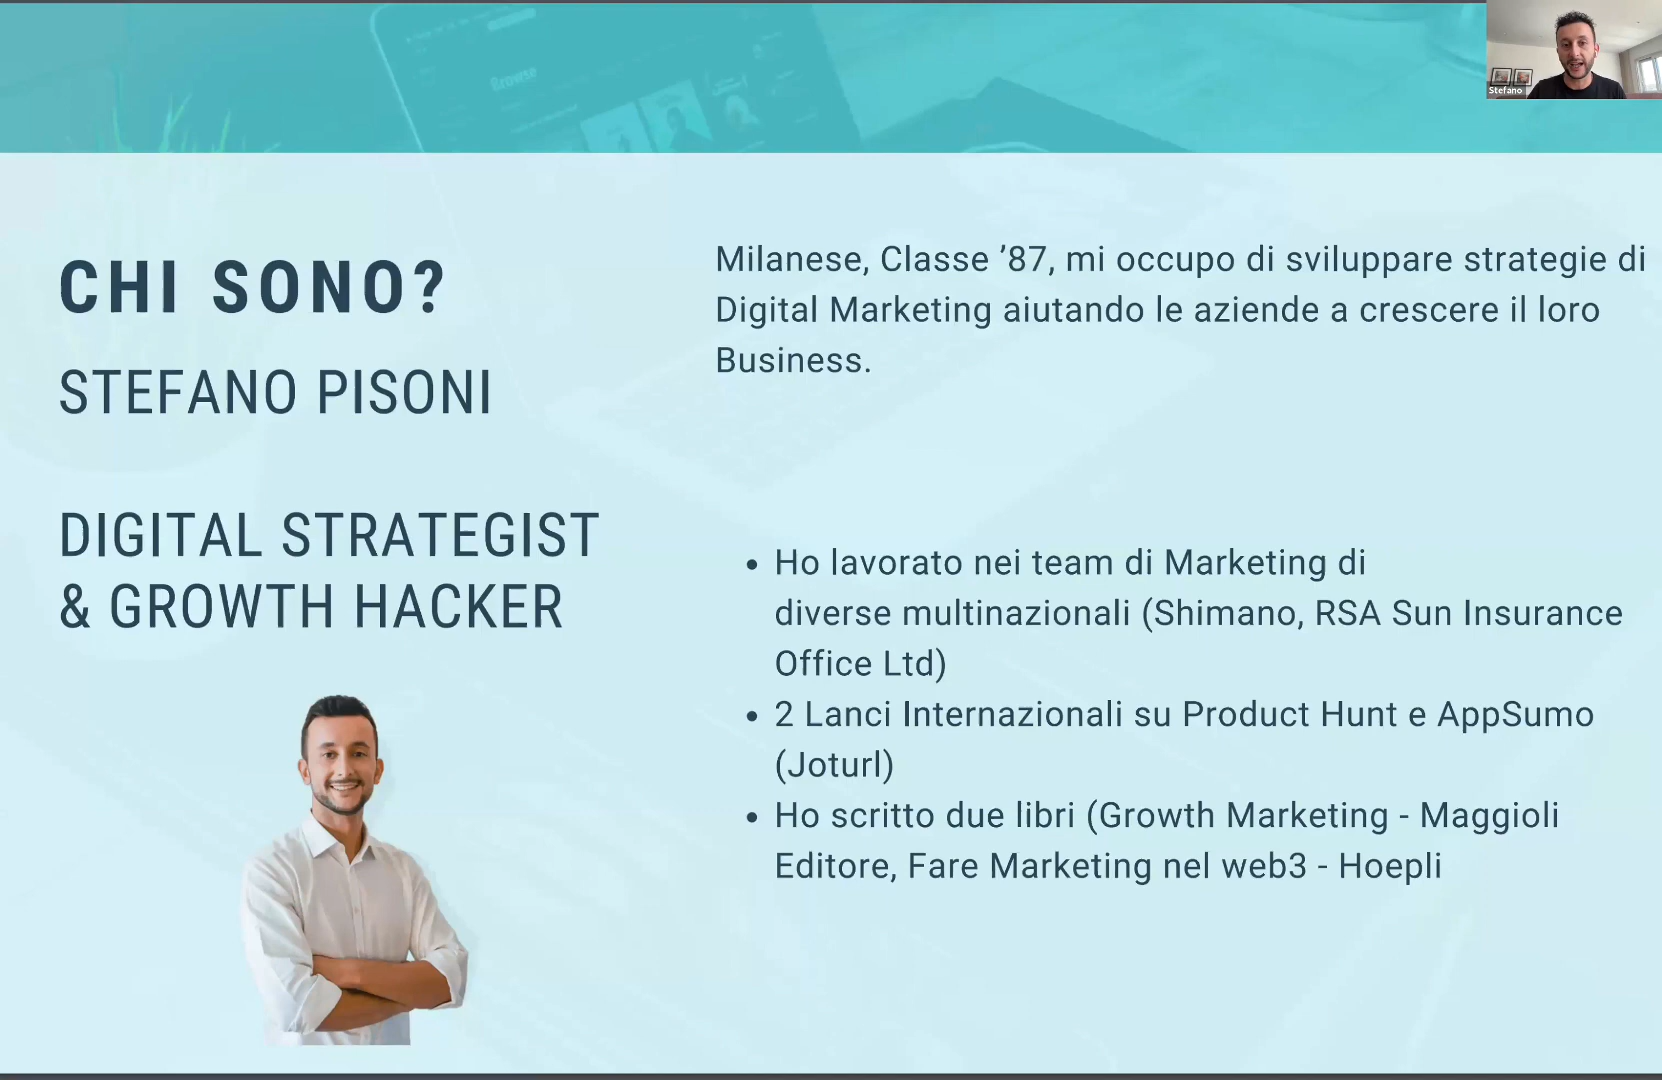 Browse
Stefano
CHI SONO?
STEFANO PISONI
DIGITAL STRATEGIST
& GROWTH HACKER
Milanese, Classe ’87, mi occupo di sviluppare strategie di
Digital Marketing aiutando le aziende a crescere il loro
Business.
• Ho lavorato nei team di Marketing di
diverse multinazionali (Shimano, RSA Sun Insurance
Office Ltd)
• 2 Lanci Internazionali su Product Hunt e AppSumo
(Joturl)
• Ho scritto due libri (Growth Marketing - Maggioli
Editore, Fare Marketing nel web3 - Hoepli